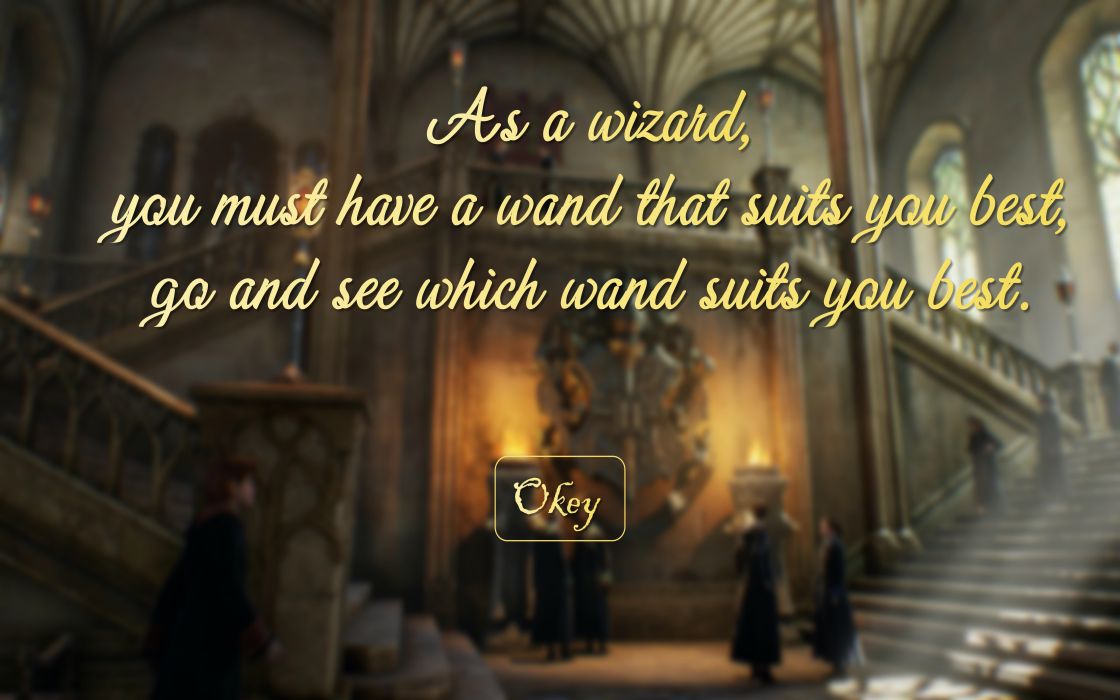 As a wizard,
you must have a wand that suits you best,
go and see which wand suits you best.
Okey